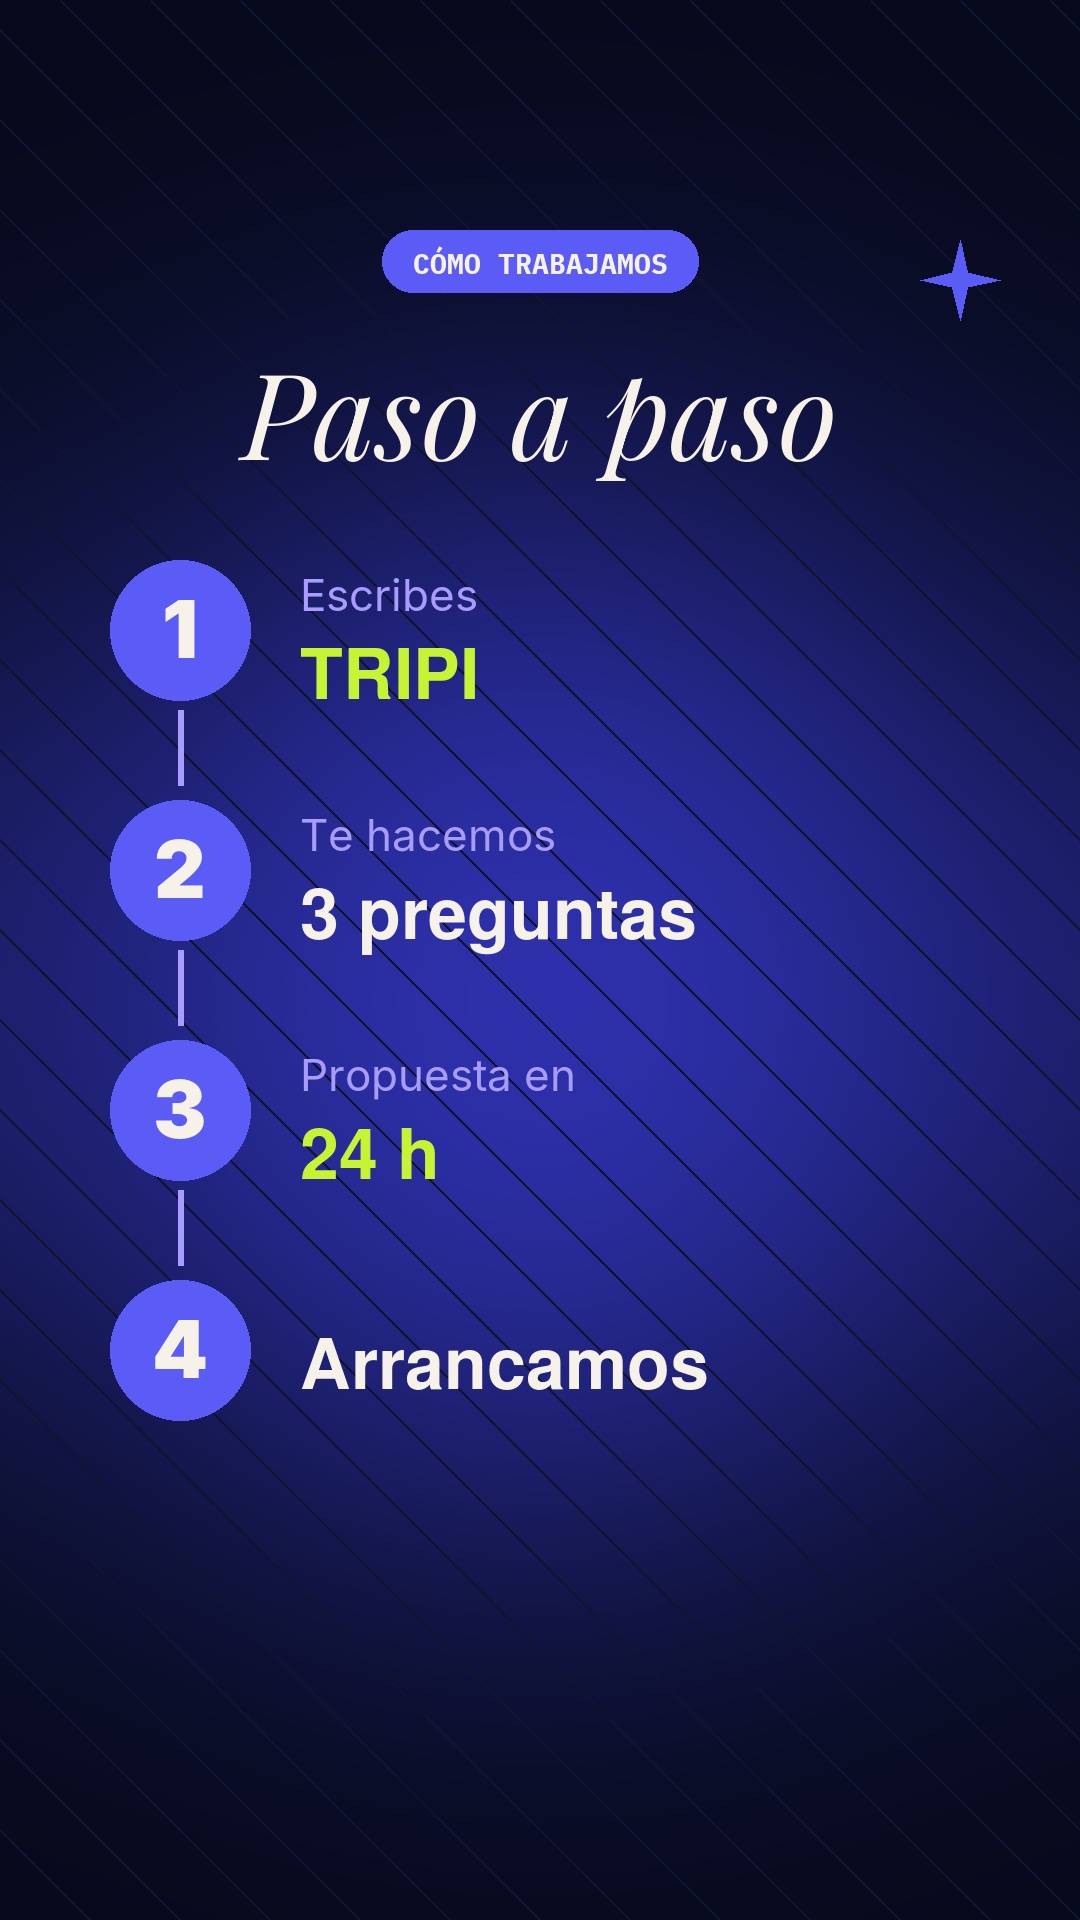 CÓMO TRABAJAMOS
Paso a paso
1
Escribes
TRIPI
2
Te hacemos
3 preguntas
3
Propuesta en
24 h
4
Arrancamos